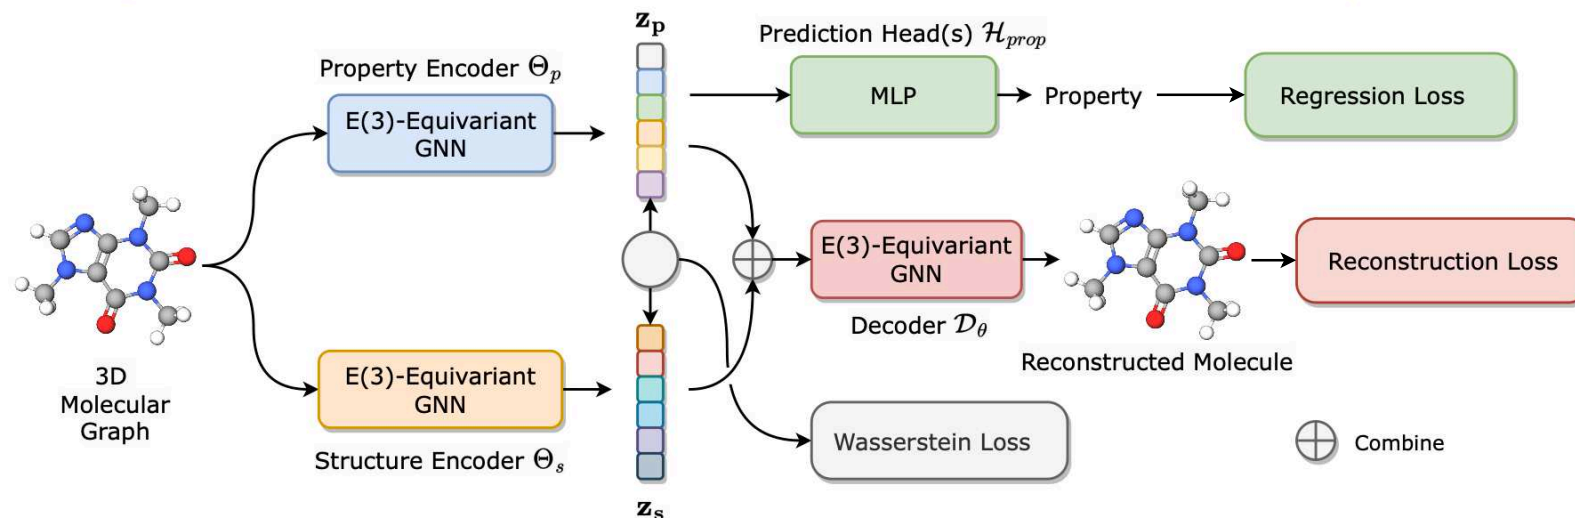 z_p
Prediction Head(s) ℋ_prop
Property Encoder Θ_p
E(3)-Equivariant
GNN
MLP
Property
Regression Loss
3D
Molecular
Graph
E(3)-Equivariant
GNN
Decoder 𝒟_θ
Reconstructed Molecule
Reconstruction Loss
E(3)-Equivariant
GNN
Structure Encoder Θ_s
z_s
Wasserstein Loss
Combine